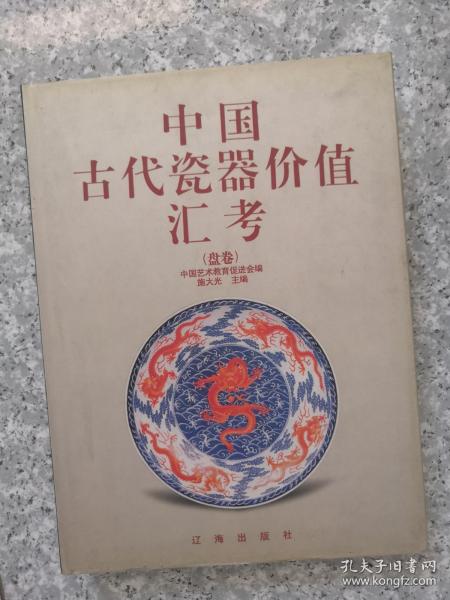 中国
古代瓷器价值
汇考
（盘卷）
中国艺术教育促进会编
施大光 主编
辽海出版社
孔夫子旧书网
www.kongfz.com